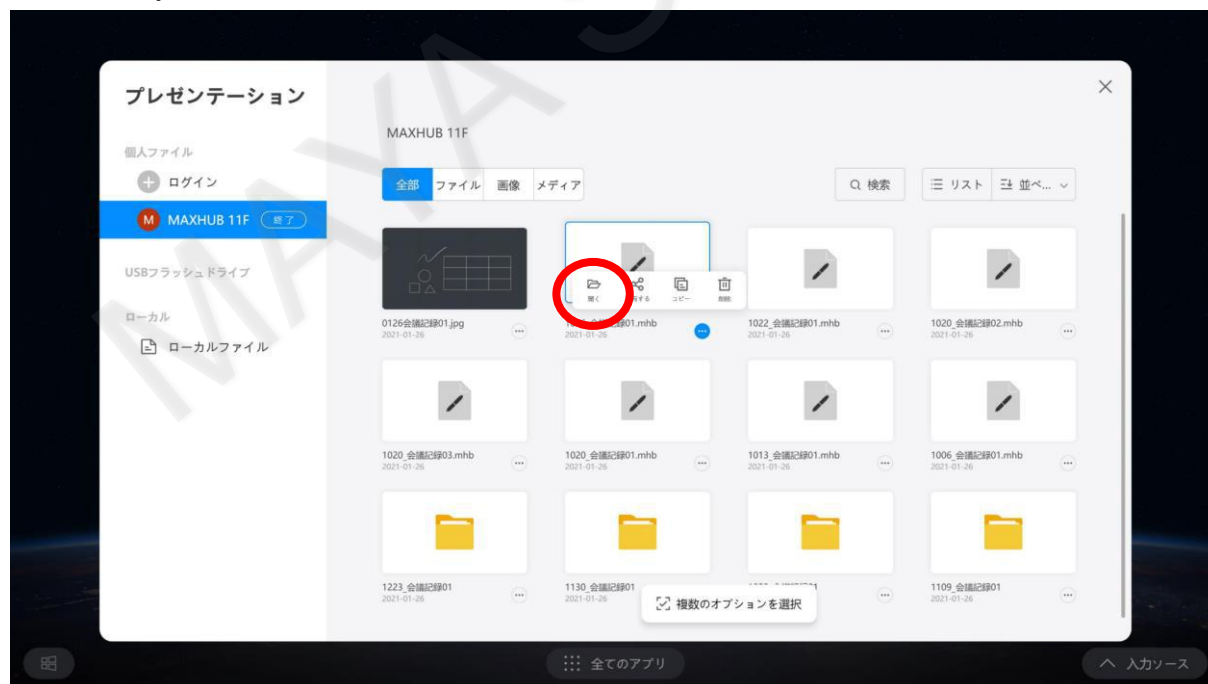 プレゼンテーション
個人ファイル
ログイン
M MAXHUB 11F 終了
USBフラッシュドライブ
ローカル
ローカルファイル
MAXHUB 11F
全部 ファイル 画像 メディア
検索
リスト 並べ...
開く コピー 削除
0126会議記録01.jpg
2021-01-26
会議記録01.mhb
2021-01-26
1022_会議記録01.mhb
2021-01-26
1020_会議記録02.mhb
2021-01-26
1020_会議記録03.mhb
2021-01-26
1020_会議記録01.mhb
2021-01-26
1013_会議記録01.mhb
2021-01-26
1006_会議記録01.mhb
2021-01-26
1223_会議記録01
2021-01-26
1130_会議記録01
2021-01-26
1109_会議記録01
2021-01-26
複数のオプションを選択
全てのアプリ
入力ソース
MAYA